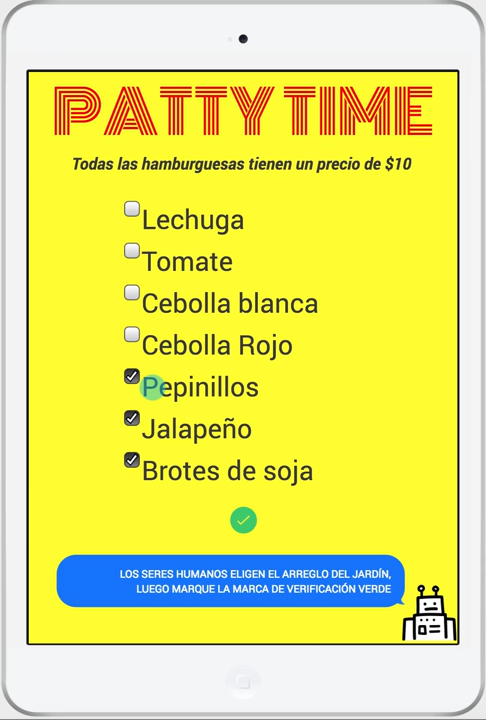 PATTY TIME
Todas las hamburguesas tienen un precio de $10
Lechuga
Tomate
Cebolla blanca
Cebolla Rojo
Pepinillos
Jalapeño
Brotes de soja
LOS SERES HUMANOS ELIGEN EL ARREGLO DEL JARDÍN,
LUEGO MARQUE LA MARCA DE VERIFICACIÓN VERDE